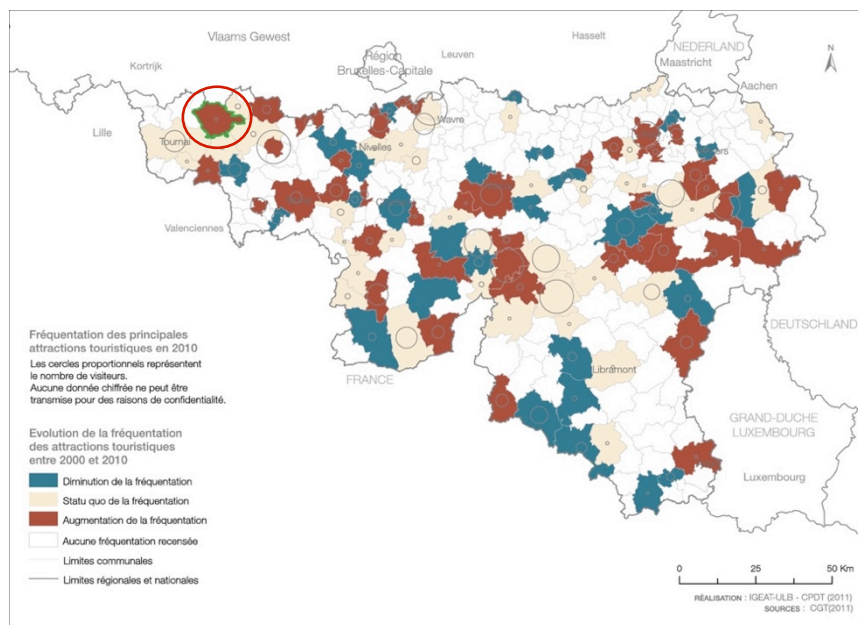 Vlaams Gewest
Hasselt
NEDERLAND
Kortrijk
Région
Bruxelles-Capitale
Leuven
Maastricht
N
Aachen
Lille
Wavre
Tournai
Nivelles
Valenciennes
Fréquentation des principales
attractions touristiques en 2010
Les cercles proportionnels représentent
le nombre de visiteurs.
Aucune donnée chiffrée ne peut être
transmise pour des raisons de confidentialité.
DEUTSCHLAND
FRANCE
Libramont
GRAND-DUCHE
LUXEMBOURG
Luxembourg
Evolution de la fréquentation
des attractions touristiques
entre 2000 et 2010
Diminution de la fréquentation
Statu quo de la fréquentation
Augmentation de la fréquentation
Aucune fréquentation recensée
Limites communales
Limites régionales et nationales
0 25 50 Km
RÉALISATION : IGEAT-ULB - CPDT (2011)
SOURCES : CGT(2011)